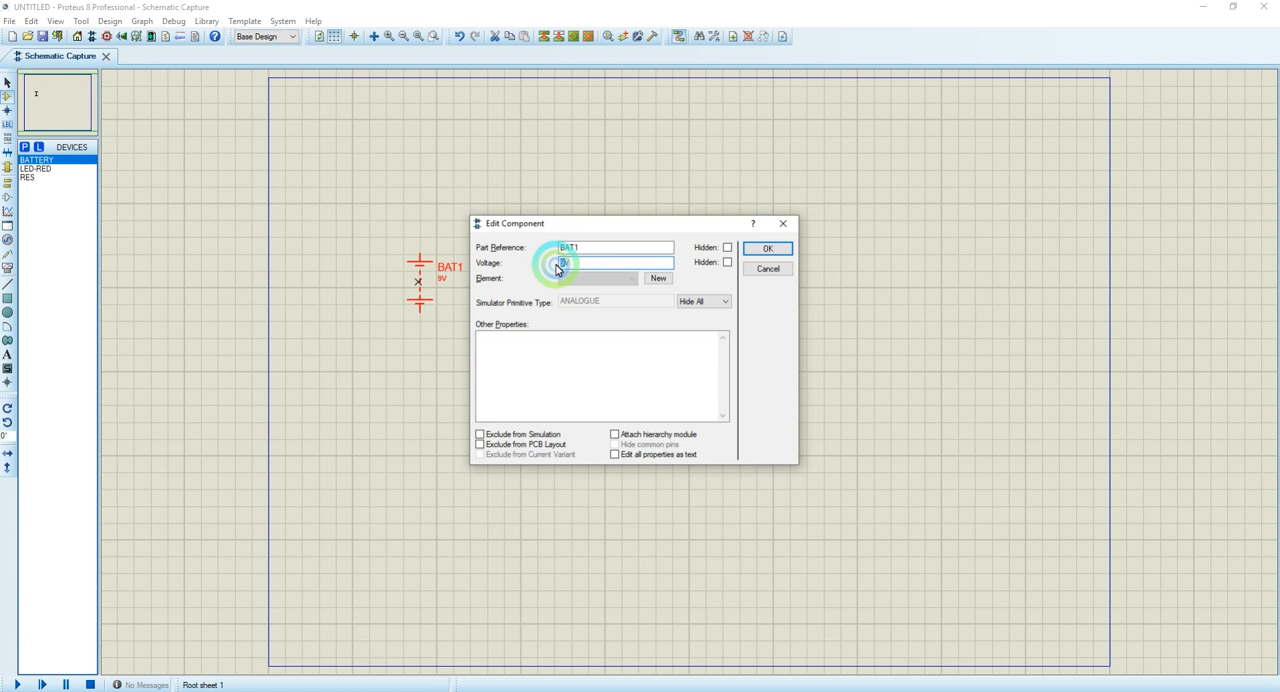 UNTITLED - Proteus 8 Professional - Schematic Capture
File Edit View Tool Design Graph Debug Library Template System Help
Base Design
Schematic Capture
P L DEVICES
BATTERY
LED-RED
RES
LBL
A
S
0°
BAT1
9V
Edit Component ?
Part Reference: BAT1 Hidden:
Voltage: Hidden:
Element: New
Simulator Primitive Type: ANALOGUE Hide All
Other Properties:
Exclude from Simulation Attach hierarchy module
Exclude from PCB Layout Hide common pins
Exclude from Current Variant Edit all properties as text
OK
Cancel
No Messages Root sheet 1